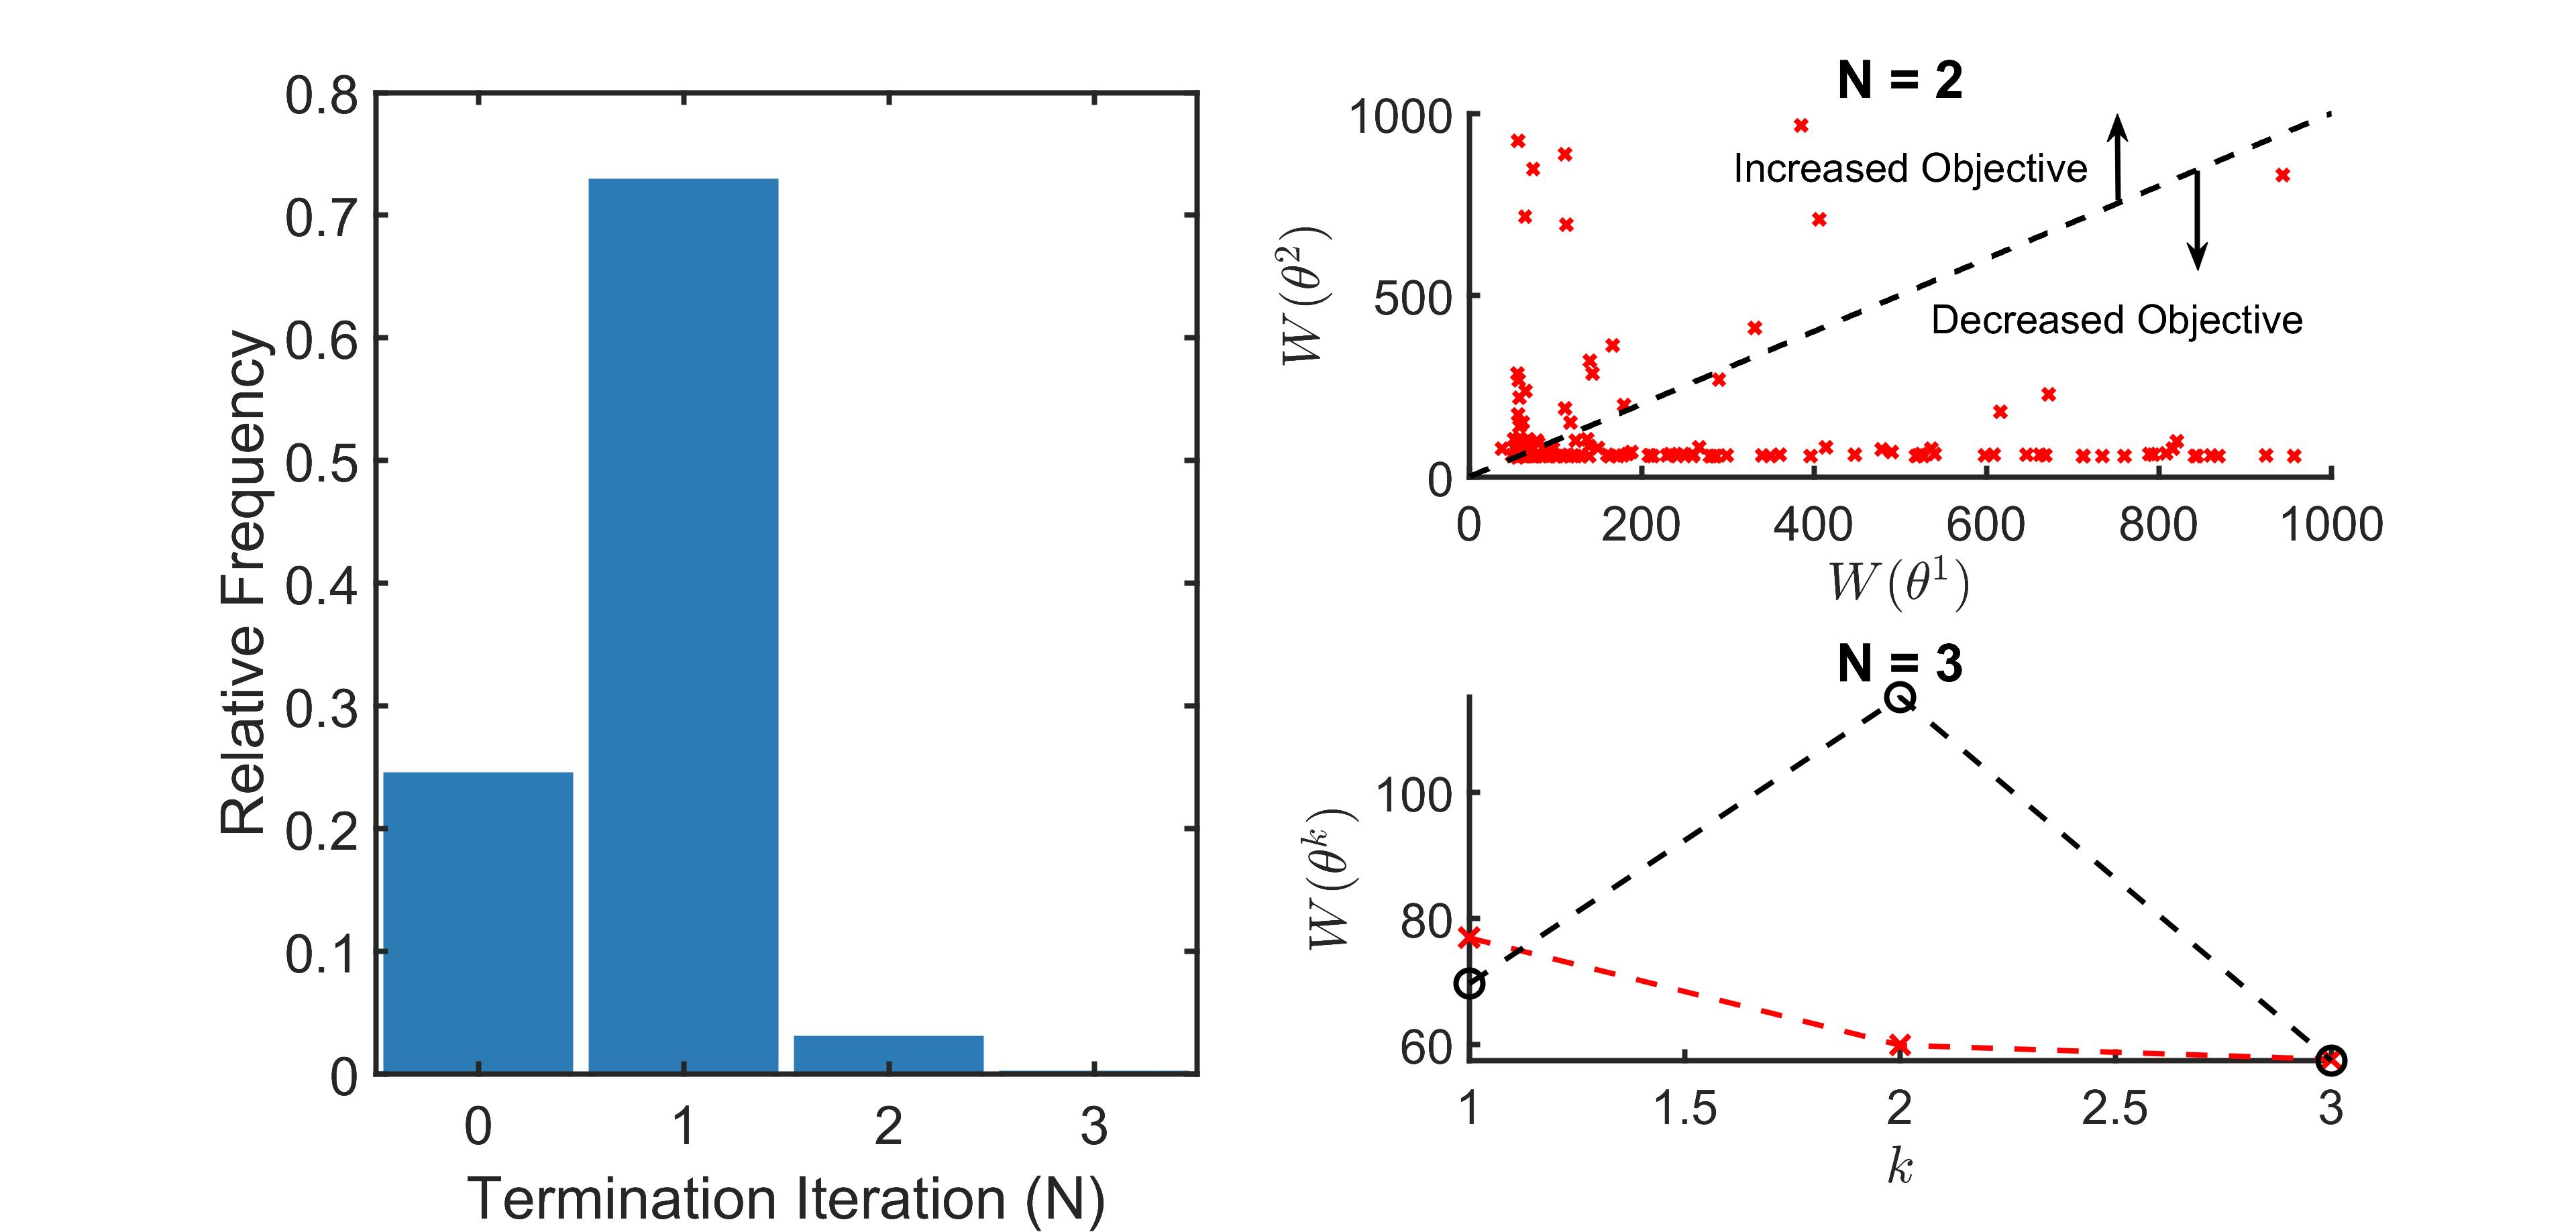 Relative Frequency
0.8
0.7
0.6
0.5
0.4
0.3
0.2
0.1
0
0 1 2 3
Termination Iteration (N)
N = 2
W(θ²)
1000
500
0
Increased Objective
Decreased Objective
0 200 400 600 800 1000
W(θ¹)
N = 3
W(θᵏ)
100
80
60
1 1.5 2 2.5 3
k